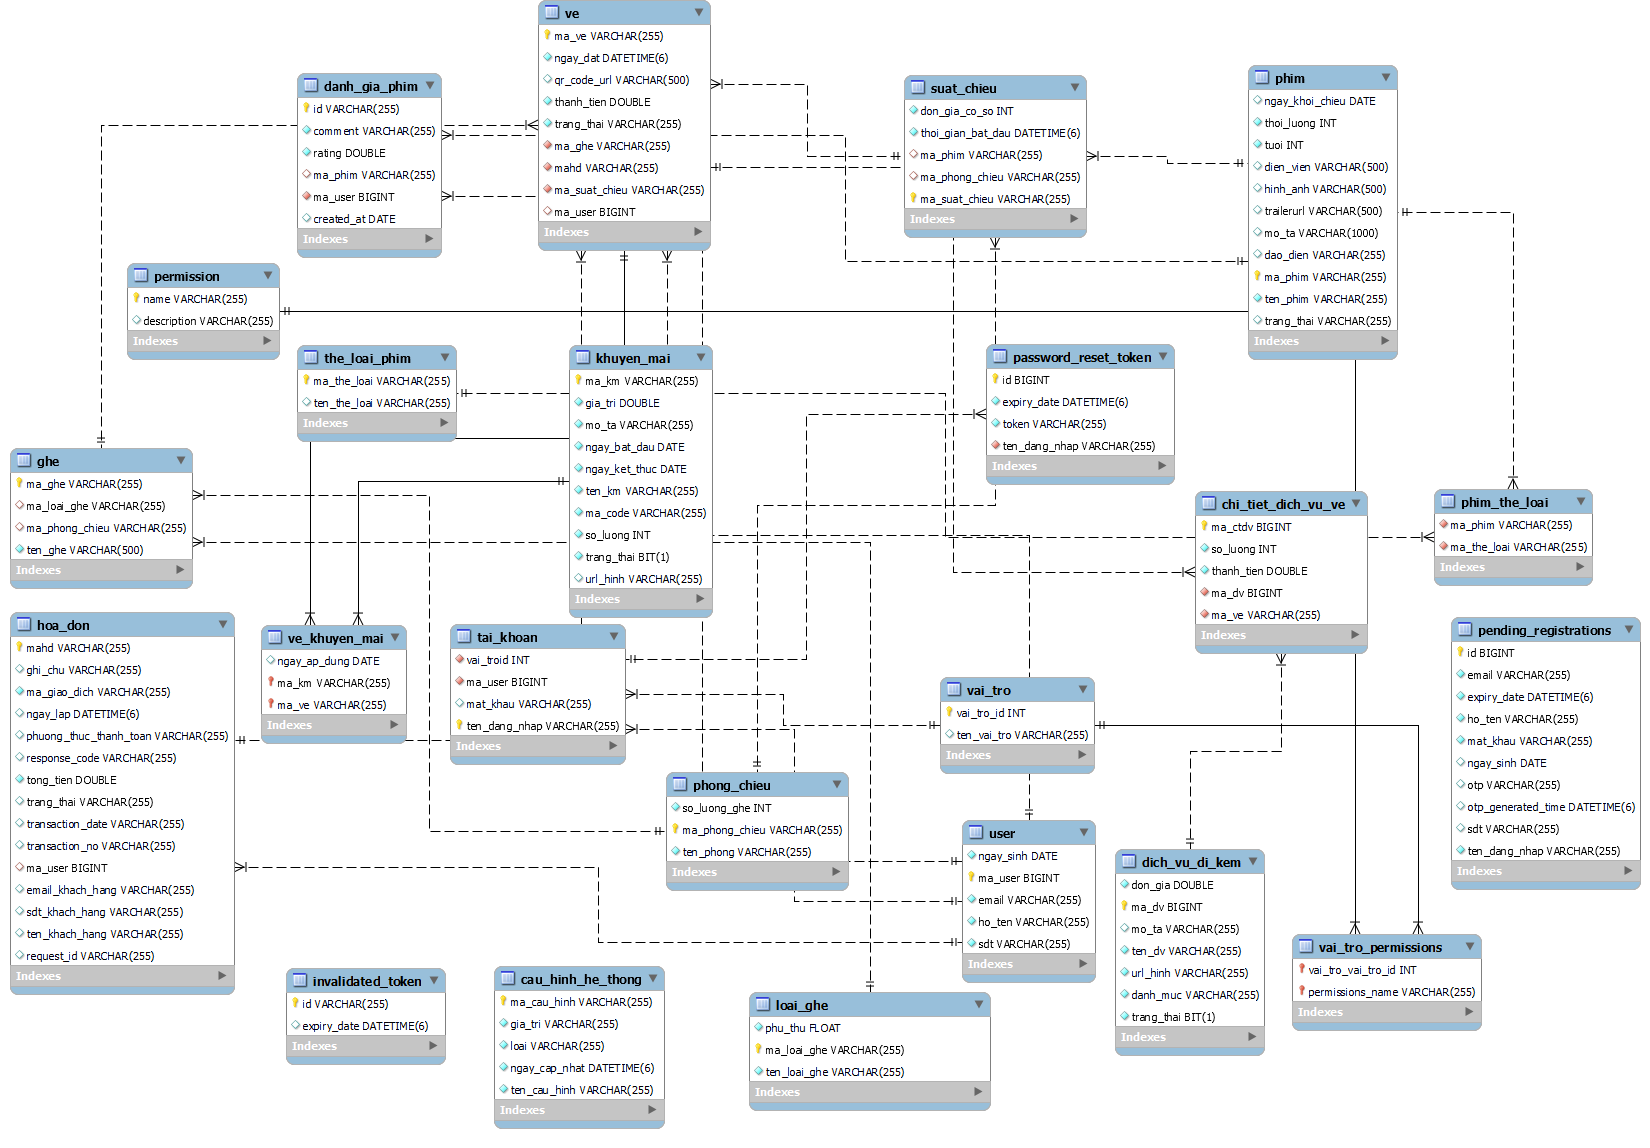 ve
ma_ve VARCHAR(255)
ngay_dat DATETIME(6)
qr_code_url VARCHAR(500)
thanh_tien DOUBLE
trang_thai VARCHAR(255)
ma_ghe VARCHAR(255)
mahd VARCHAR(255)
ma_suat_chieu VARCHAR(255)
ma_user BIGINT
Indexes
danh_gia_phim
id VARCHAR(255)
comment VARCHAR(255)
rating DOUBLE
ma_phim VARCHAR(255)
ma_user BIGINT
created_at DATE
Indexes
suat_chieu
don_gia_co_so INT
thoi_gian_bat_dau DATETIME(6)
ma_phim VARCHAR(255)
ma_phong_chieu VARCHAR(255)
ma_suat_chieu VARCHAR(255)
Indexes
phim
ngay_khoi_chieu DATE
thoi_luong INT
tuoi INT
dien_vien VARCHAR(500)
hinh_anh VARCHAR(500)
trailerurl VARCHAR(500)
mo_ta VARCHAR(1000)
dao_dien VARCHAR(255)
ma_phim VARCHAR(255)
ten_phim VARCHAR(255)
trang_thai VARCHAR(255)
Indexes
permission
name VARCHAR(255)
description VARCHAR(255)
Indexes
the_loai_phim
ma_the_loai VARCHAR(255)
ten_the_loai VARCHAR(255)
Indexes
khuyen_mai
ma_km VARCHAR(255)
gia_tri DOUBLE
mo_ta VARCHAR(255)
ngay_bat_dau DATE
ngay_ket_thuc DATE
ten_km VARCHAR(255)
ma_code VARCHAR(255)
so_luong INT
trang_thai BIT(1)
url_hinh VARCHAR(255)
Indexes
password_reset_token
id BIGINT
expiry_date DATETIME(6)
token VARCHAR(255)
ten_dang_nhap VARCHAR(255)
Indexes
ghe
ma_ghe VARCHAR(255)
ma_loai_ghe VARCHAR(255)
ma_phong_chieu VARCHAR(255)
ten_ghe VARCHAR(500)
Indexes
chi_tiet_dich_vu_ve
ma_ctdv BIGINT
so_luong INT
thanh_tien DOUBLE
ma_dv BIGINT
ma_ve VARCHAR(255)
Indexes
phim_the_loai
ma_phim VARCHAR(255)
ma_the_loai VARCHAR(255)
Indexes
hoa_don
mahd VARCHAR(255)
ghi_chu VARCHAR(255)
ma_giao_dich VARCHAR(255)
ngay_lap DATETIME(6)
phuong_thuc_thanh_toan VARCHAR(255)
response_code VARCHAR(255)
tong_tien DOUBLE
trang_thai VARCHAR(255)
transaction_date VARCHAR(255)
transaction_no VARCHAR(255)
ma_user BIGINT
email_khach_hang VARCHAR(255)
sdt_khach_hang VARCHAR(255)
ten_khach_hang VARCHAR(255)
request_id VARCHAR(255)
Indexes
ve_khuyen_mai
ngay_ap_dung DATE
ma_km VARCHAR(255)
ma_ve VARCHAR(255)
Indexes
tai_khoan
vai_troid INT
ma_user BIGINT
mat_khau VARCHAR(255)
ten_dang_nhap VARCHAR(255)
Indexes
vai_tro
vai_tro_id INT
ten_vai_tro VARCHAR(255)
Indexes
pending_registrations
id BIGINT
email VARCHAR(255)
expiry_date DATETIME(6)
ho_ten VARCHAR(255)
mat_khau VARCHAR(255)
ngay_sinh DATE
otp VARCHAR(255)
otp_generated_time DATETIME(6)
sdt VARCHAR(255)
ten_dang_nhap VARCHAR(255)
Indexes
phong_chieu
so_luong_ghe INT
ma_phong_chieu VARCHAR(255)
ten_phong VARCHAR(255)
Indexes
user
ngay_sinh DATE
ma_user BIGINT
email VARCHAR(255)
ho_ten VARCHAR(255)
sdt VARCHAR(255)
Indexes
dich_vu_di_kem
don_gia DOUBLE
ma_dv BIGINT
mo_ta VARCHAR(255)
ten_dv VARCHAR(255)
url_hinh VARCHAR(255)
danh_muc VARCHAR(255)
trang_thai BIT(1)
Indexes
vai_tro_permissions
vai_tro_vai_tro_id INT
permissions_name VARCHAR(255)
Indexes
invalidated_token
id VARCHAR(255)
expiry_date DATETIME(6)
Indexes
cau_hinh_he_thong
ma_cau_hinh VARCHAR(255)
gia_tri VARCHAR(255)
loai VARCHAR(255)
ngay_cap_nhat DATETIME(6)
ten_cau_hinh VARCHAR(255)
Indexes
loai_ghe
phu_thu FLOAT
ma_loai_ghe VARCHAR(255)
ten_loai_ghe VARCHAR(255)
Indexes